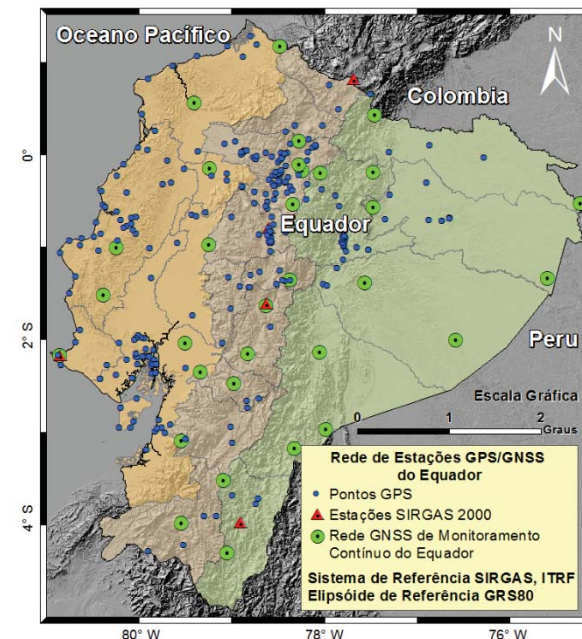 Oceano Pacífico
N
Colombia
0°
Equador
2° S
Peru
Escala Gráfica
0 1 2
Graus
Rede de Estações GPS/GNSS
do Equador
Pontos GPS
Estações SIRGAS 2000
Rede GNSS de Monitoramento
Contínuo do Equador
Sistema de Referência SIRGAS, ITRF
Elipsóide de Referência GRS80
4° S
80° W 78° W 76° W